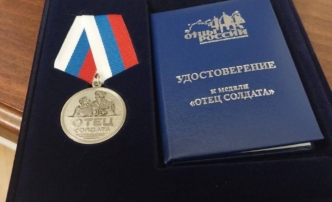 ОТЕЦ
СОЛДАТА
ОТЦЫ
РОССИИ
УДОСТОВЕРЕНИЕ
к медали
«ОТЕЦ СОЛДАТА»